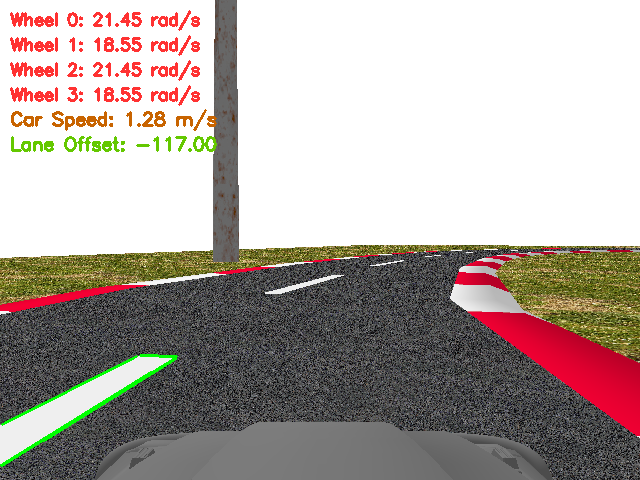 Wheel 0: 21.45 rad/s
Wheel 1: 18.55 rad/s
Wheel 2: 21.45 rad/s
Wheel 3: 18.55 rad/s
Car Speed: 1.28 m/s
Lane Offset: -117.00